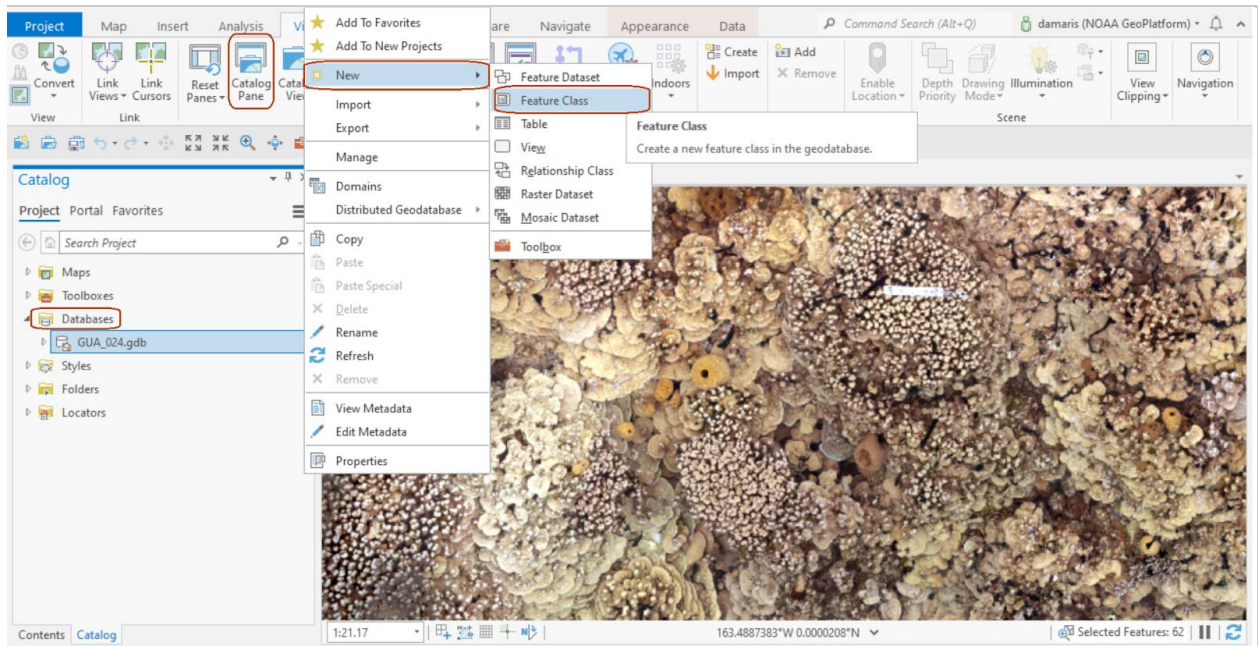 Project Map Insert Analysis Vi are Navigate Appearance Data Command Search (Alt+Q) damaris (NOAA GeoPlatform)
Convert
Link Views
Link Cursors
Reset Panes
Catalog Pane
Catal Viev
Indoors
Create
Import
Add
Remove
Enable Location
Depth Priority
Drawing Mode
Illumination
View Clipping
Navigation
View Link Scene
Catalog
Project Portal Favorites
Search Project
Maps
Toolboxes
Databases
GUA_024.gdb
Styles
Folders
Locators
Contents Catalog
Add To Favorites
Add To New Projects
New
Import
Export
Manage
Domains
Distributed Geodatabase
Copy
Paste
Paste Special
Delete
Rename
Refresh
Remove
View Metadata
Edit Metadata
Properties
Feature Dataset
Feature Class
Table
View
Relationship Class
Raster Dataset
Mosaic Dataset
Toolbox
Feature Class
Create a new feature class in the geodatabase.
1:21.17 163.4887383°W 0.0000208°N Selected Features: 62